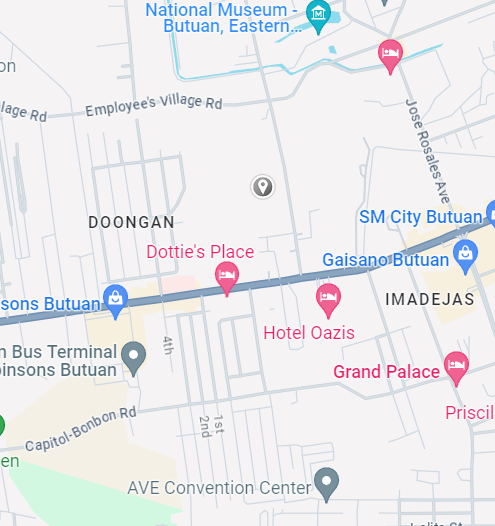 National Museum -
Butuan, Eastern...
on
lage Rd
Employee's Village Rd
Jose Rosales Ave
DOONGAN
SM City Butuan
Dottie's Place
Gaisano Butuan
nsons Butuan
IMADEJAS
Hotel Oazis
4th
n Bus Terminal
binsons Butuan
Grand Palace
Priscil
Capitol-Bonbon Rd
1st
2nd
en
AVE Convention Center